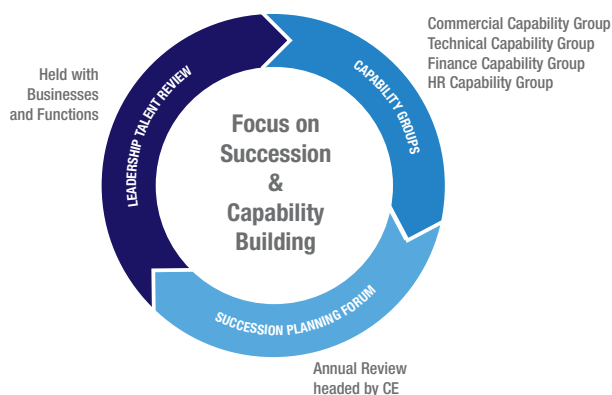 Commercial Capability Group
Technical Capability Group
Finance Capability Group
HR Capability Group
Held with
Businesses
and Functions
LEADERSHIP TALENT REVIEW
CAPABILITY GROUPS
Focus on
Succession
&
Capability
Building
SUCCESSION PLANNING FORUM
Annual Review
headed by CE